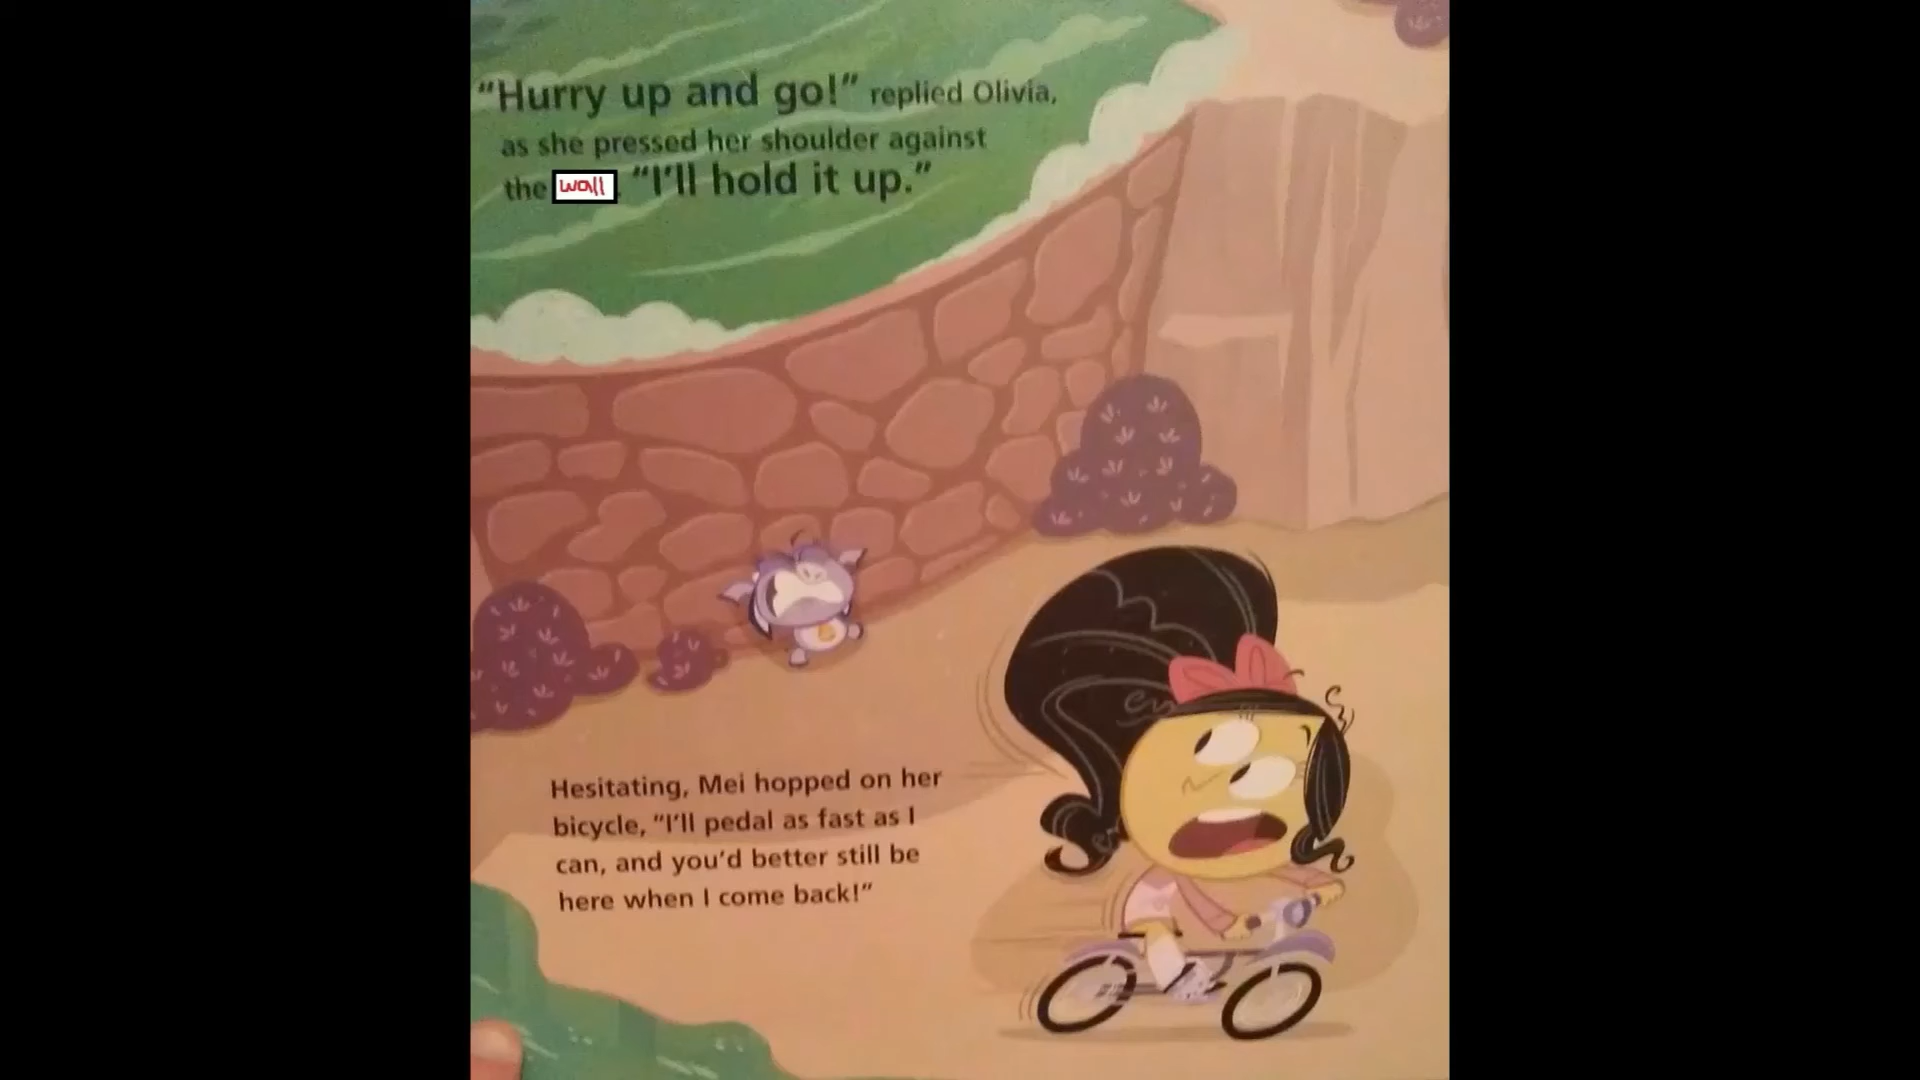 “Hurry up and go!” replied Olivia,
as she pressed her shoulder against
the wall. “I’ll hold it up.”
Hesitating, Mei hopped on her
bicycle, “I’ll pedal as fast as I
can, and you’d better still be
here when I come back!”